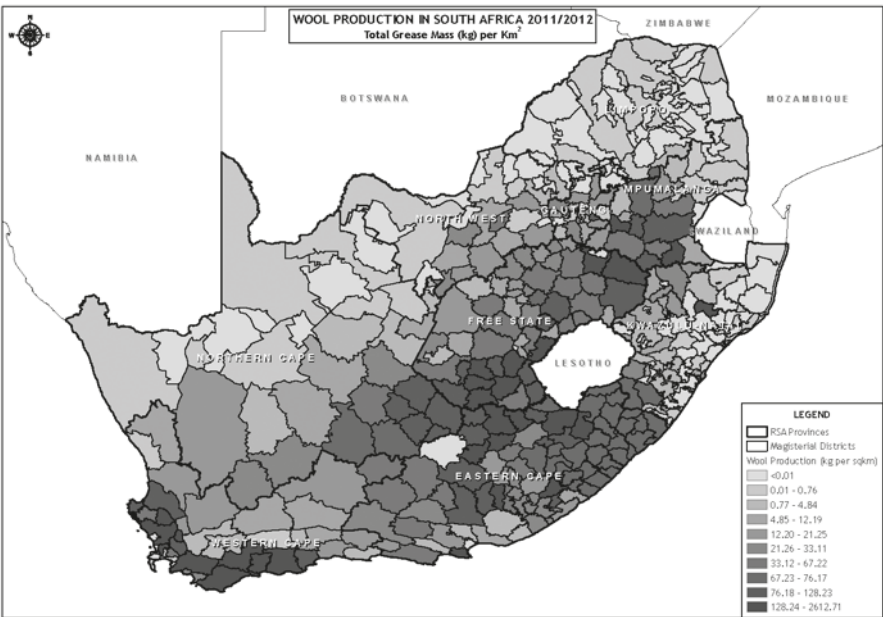 WOOL PRODUCTION IN SOUTH AFRICA 2011/2012
Total Grease Mass (kg) per Km²
N
W E
S
ZIMBABWE
BOTSWANA
MOZAMBIQUE
NAMIBIA
LIMPOPO
MPUMALANGA
NORTH WEST
GAUTENG
WAZILAND
FREE STATE
KWAZULU-NATAL
NORTHERN CAPE
LESOTHO
EASTERN CAPE
WESTERN CAPE
LEGEND
RSA Provinces
Magisterial Districts
Wool Production (kg per sqkm)
<0.01
0.01 - 0.76
0.77 - 4.84
4.85 - 12.19
12.20 - 21.25
21.26 - 33.11
33.12 - 67.22
67.23 - 76.17
76.18 - 128.23
128.24 - 2612.71